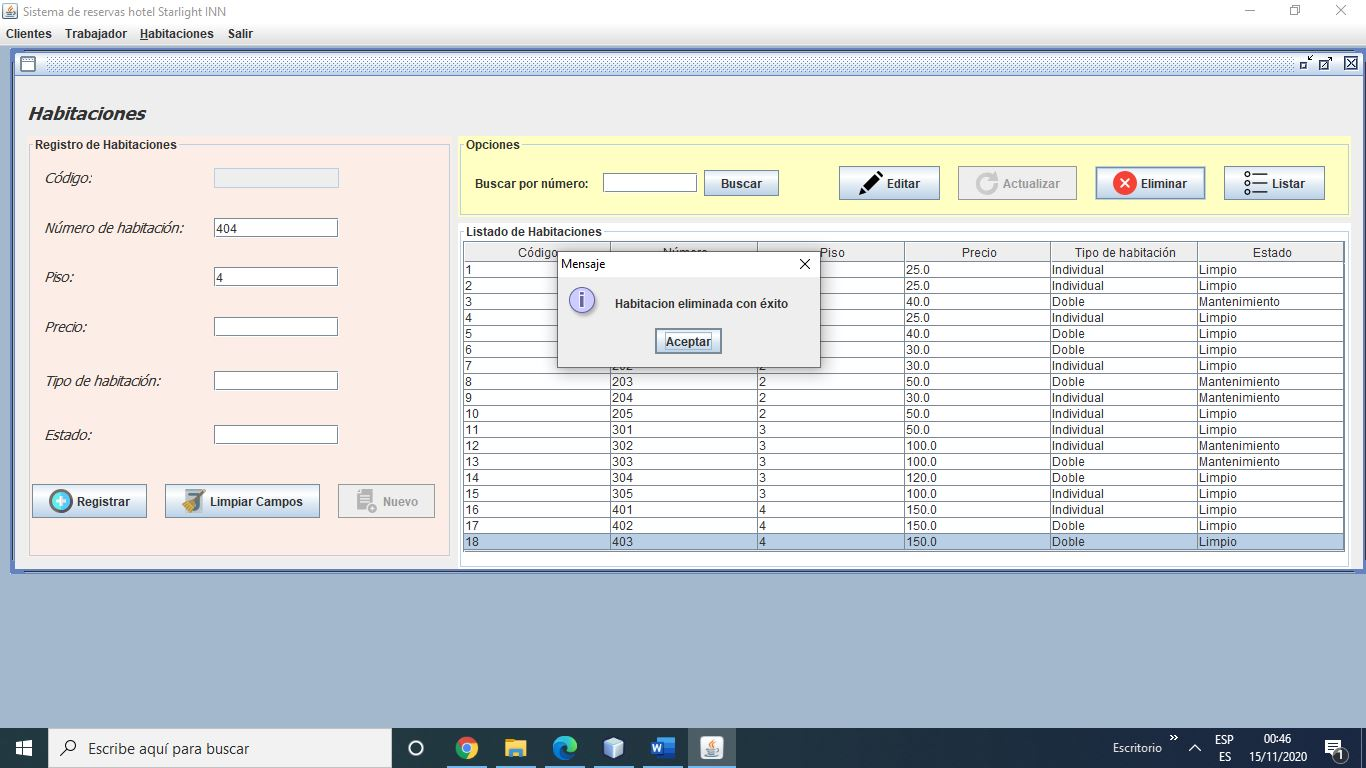 Sistema de reservas hotel Starlight INN
Clientes Trabajador Habitaciones Salir
Habitaciones
Registro de Habitaciones
Código:
Número de habitación: 404
Piso: 4
Precio:
Tipo de habitación:
Estado:
Registrar Limpiar Campos Nuevo
Opciones
Buscar por número: Buscar Editar Actualizar Eliminar Listar
Listado de Habitaciones
Código Piso Precio Tipo de habitación Estado
1 25.0 Individual Limpio
2 25.0 Individual Limpio
3 40.0 Doble Mantenimiento
4 25.0 Individual Limpio
5 40.0 Doble Limpio
6 30.0 Doble Limpio
7 202 2 30.0 Individual Limpio
8 203 2 50.0 Doble Mantenimiento
9 204 2 30.0 Individual Mantenimiento
10 205 2 50.0 Individual Limpio
11 301 3 50.0 Individual Limpio
12 302 3 100.0 Individual Mantenimiento
13 303 3 100.0 Doble Mantenimiento
14 304 3 120.0 Doble Limpio
15 305 3 100.0 Individual Limpio
16 401 4 150.0 Individual Limpio
17 402 4 150.0 Doble Limpio
18 403 4 150.0 Doble Limpio
Mensaje
Habitacion eliminada con éxito
Aceptar
Escribe aquí para buscar
Escritorio
ESP
ES
00:46
15/11/2020
1